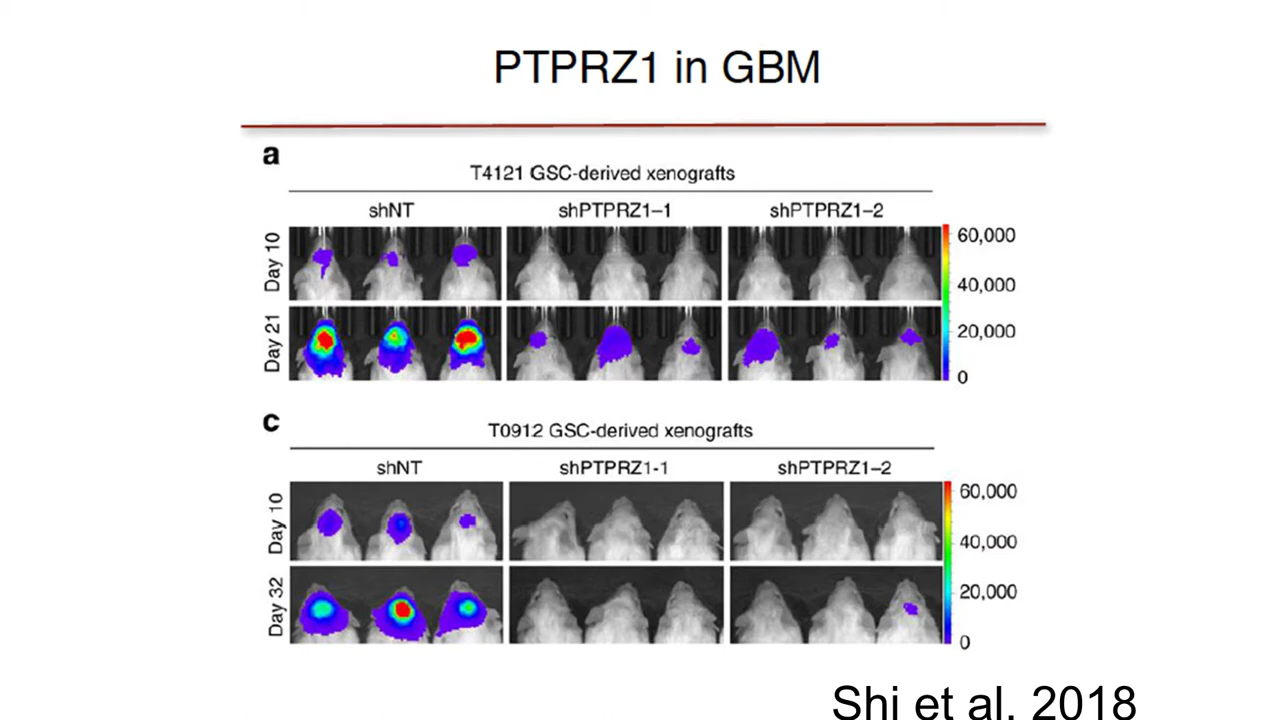 PTPRZ1 in GBM
a
T4121 GSC-derived xenografts
shNT shPTPRZ1–1 shPTPRZ1–2
Day 10
Day 21
60,000
40,000
20,000
0
c
T0912 GSC-derived xenografts
shNT shPTPRZ1-1 shPTPRZ1–2
Day 10
Day 32
60,000
40,000
20,000
0
Shi et al. 2018